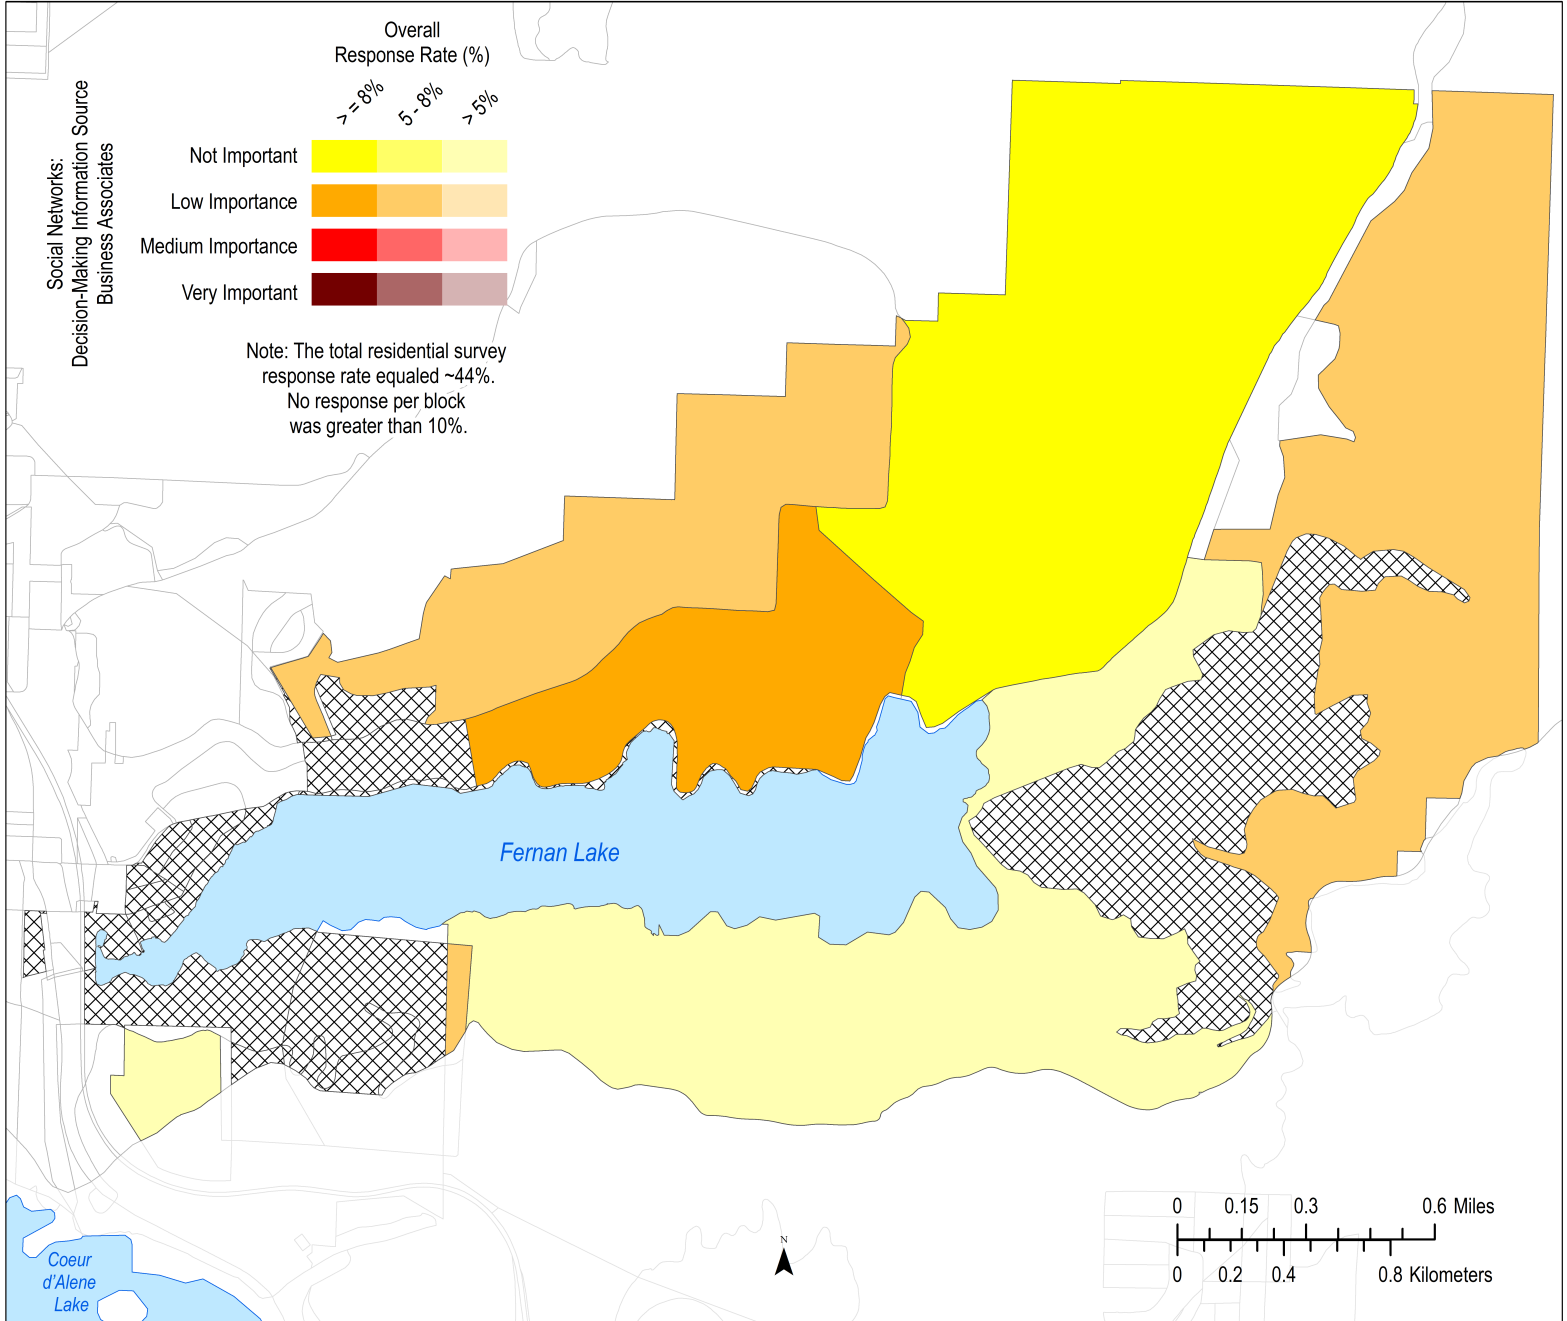 Overall
Response Rate (%)
> = 8%
5 - 8%
> 5%
Social Networks:
Decision-Making Information Source
Business Associates
Not Important
Low Importance
Medium Importance
Very Important
Note: The total residential survey
response rate equaled ~44%.
No response per block
was greater than 10%.
Fernan Lake
Coeur
d'Alene
Lake
N
0 0.15 0.3 0.6 Miles
0 0.2 0.4 0.8 Kilometers